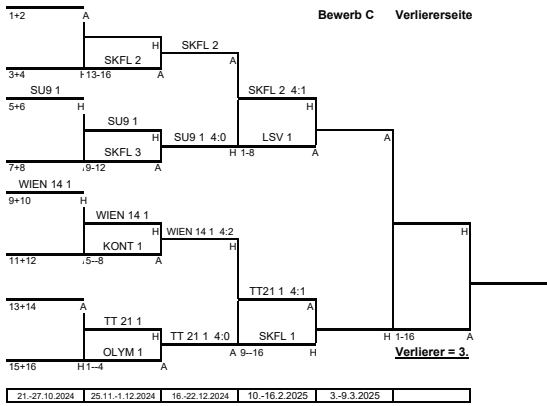 Bewerb C Verliererseite
1+2 A
H SKFL 2
SKFL 2 A
3+4 H 13-16 A
SU9 1 SKFL 2 4:1
5+6 H H
SU9 1
H SU9 1 4:0 LSV 1
SKFL 3 H 1-8 A A
7+8 9-12 A
WIEN 14 1
9+10 H
WIEN 14 1
H WIEN 14 1 4:2 H
KONT 1 H
11+12 5--8 A
TT21 1 4:1
13+14 A A
TT 21 1
H TT 21 1 4:0 SKFL 1 H 1-16 A
OLYM 1 A 9--16 H Verlierer = 3.
15+16 H 1--4 A
21.-27.10.2024 25.11.-1.12.2024 16.-22.12.2024 10.-16.2.2025 3.-9.3.2025